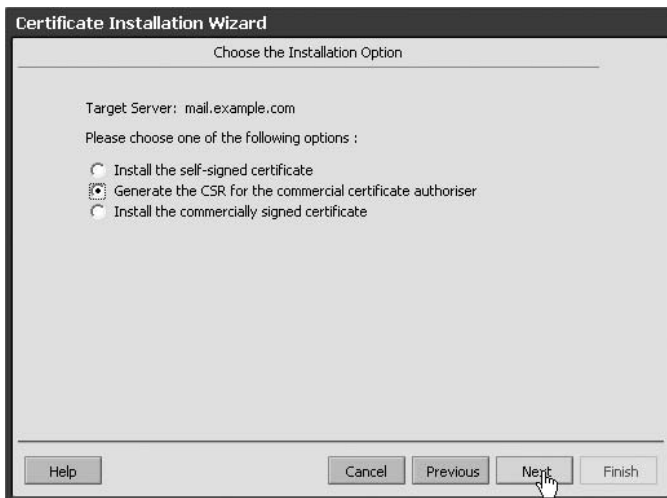 Certificate Installation Wizard
Choose the Installation Option
Target Server: mail.example.com
Please choose one of the following options :
Install the self-signed certificate
Generate the CSR for the commercial certificate authoriser
Install the commercially signed certificate
Help Cancel Previous Next Finish